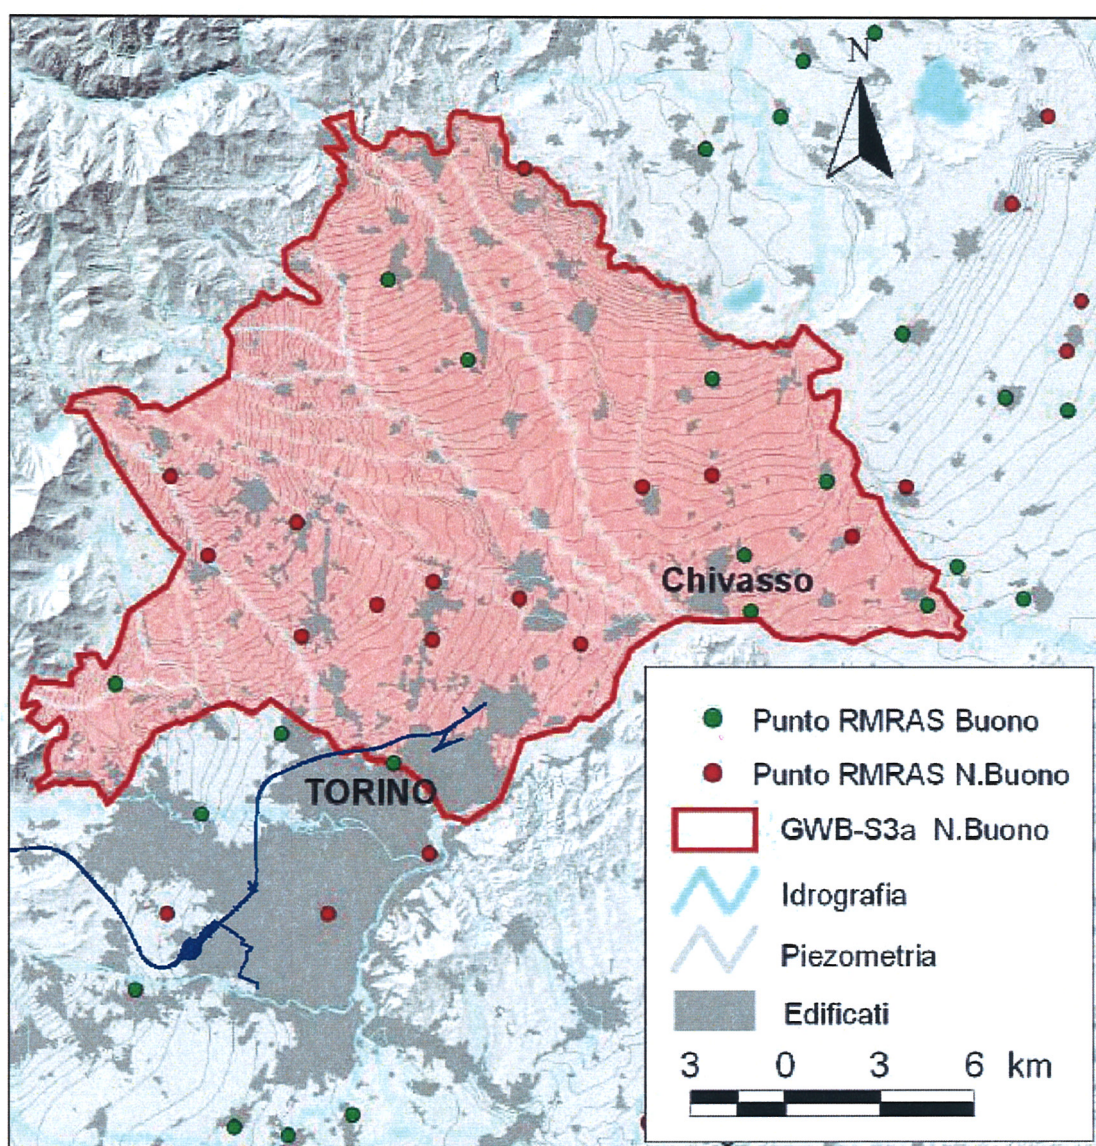 N
Chivasso
TORINO
Punto RMRAS Buono
Punto RMRAS N.Buono
GWB-S3a N.Buono
Idrografia
Piezometria
Edificati
3 0 3 6 km